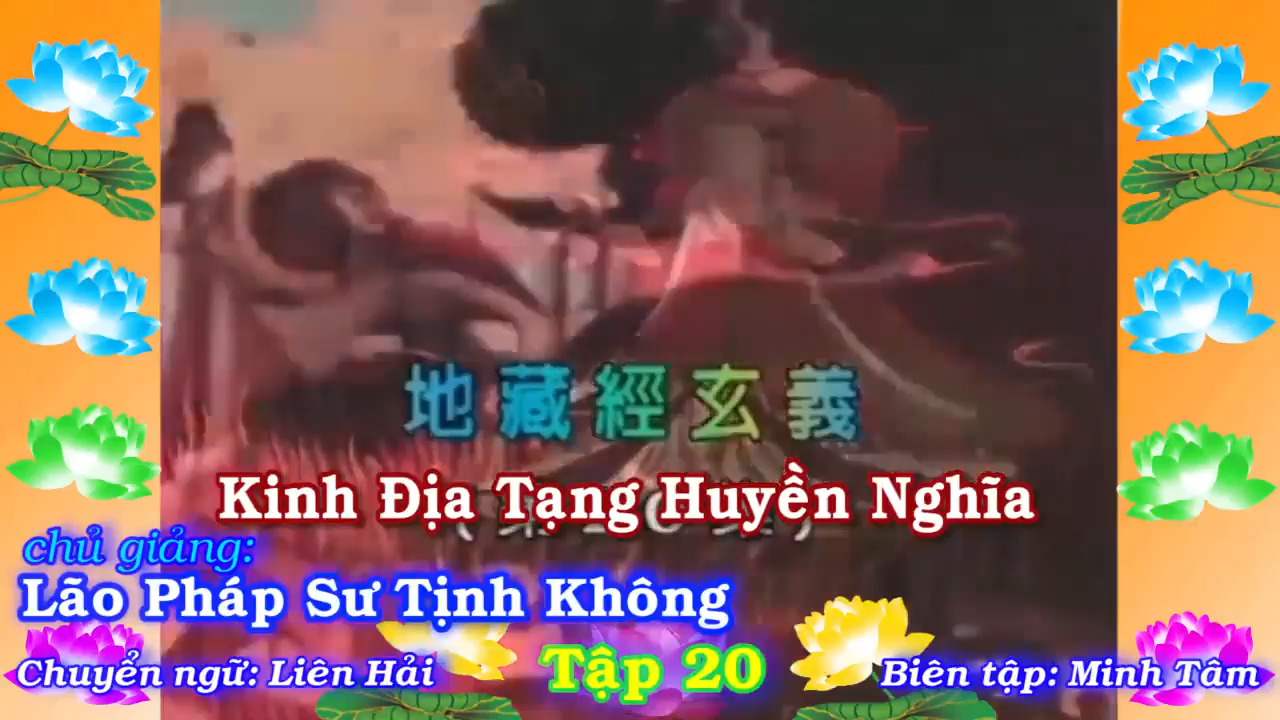 地藏經玄義
Kinh Địa Tạng Huyền Nghĩa
chủ giảng:
Lão Pháp Sư Tịnh Không
Chuyển ngữ: Liên Hải
Tập 20
Biên tập: Minh Tâm